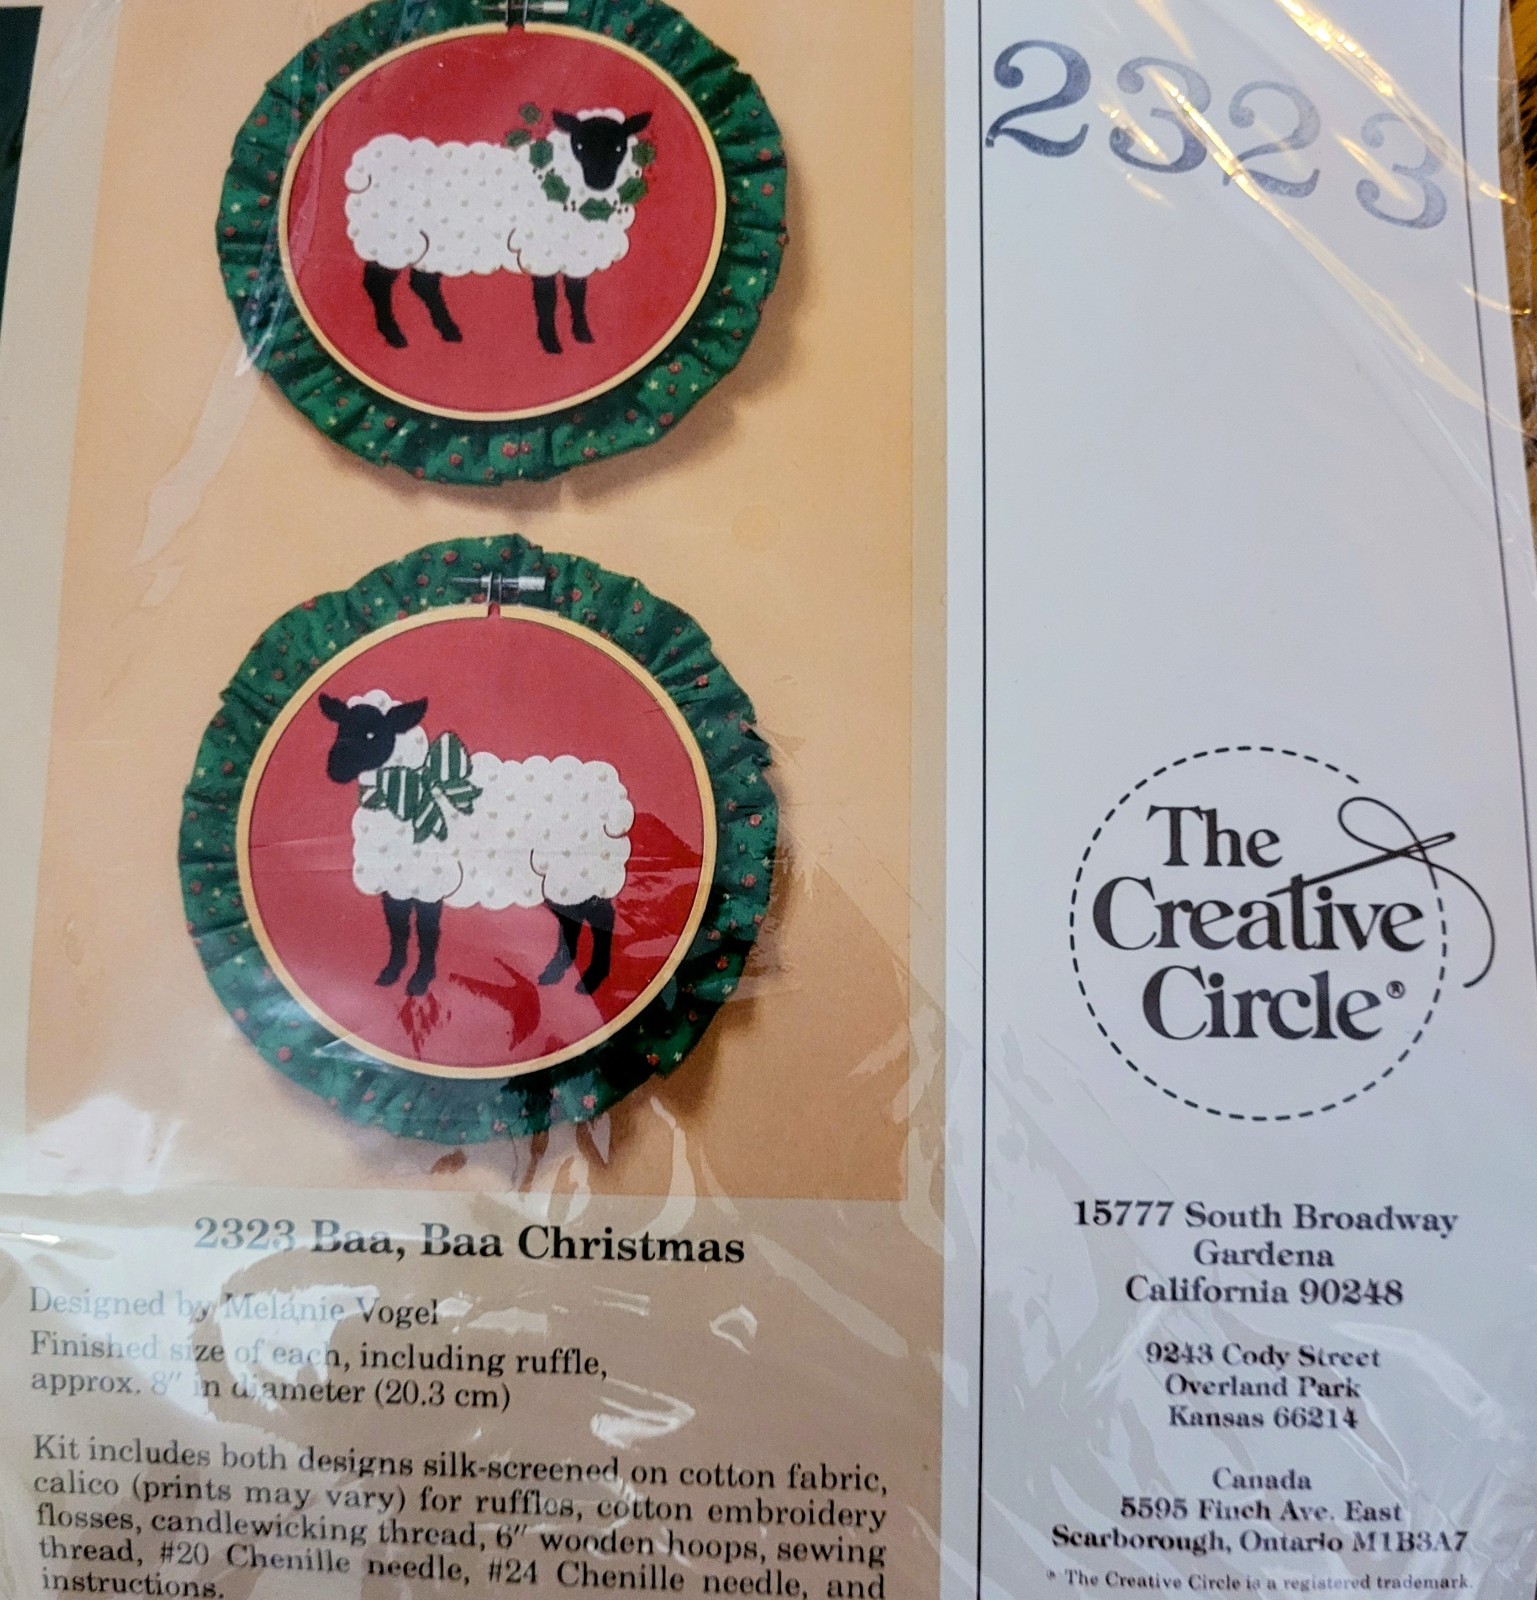 2323
The
Creative
Circle®
15777 South Broadway
Gardena
California 90248
9243 Cody Street
Overland Park
Kansas 66214
Canada
5595 Finch Ave. East
Scarborough, Ontario M1B3A7
® The Creative Circle is a registered trademark.
2323 Baa, Baa Christmas
Designed by Melanie Vogel
Finished size of each, including ruffle,
approx. 8" in diameter (20.3 cm)
Kit includes both designs silk-screened on cotton fabric,
calico (prints may vary) for ruffles, cotton embroidery
flosses, candlewicking thread, 6" wooden hoops, sewing
thread, #20 Chenille needle, #24 Chenille needle, and
instructions.